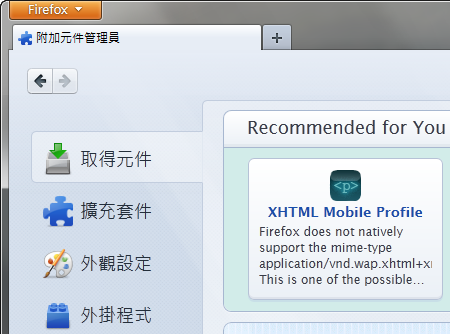 Firefox
附加元件管理員
取得元件
擴充套件
外觀設定
外掛程式
Recommended for You
<p>
XHTML Mobile Profile
Firefox does not natively
support the mime-type
application/vnd.wap.xhtml+x
This is one of the possible...